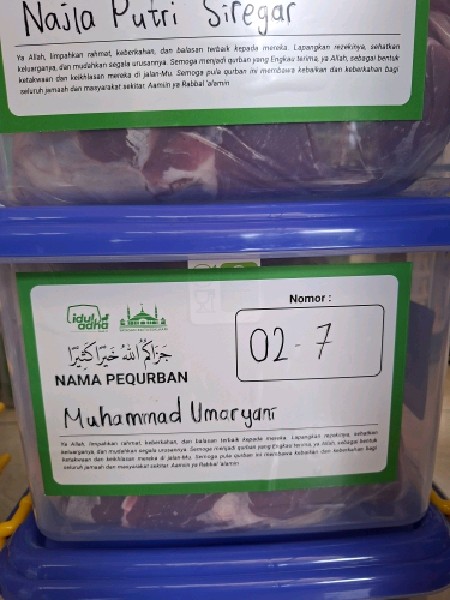 Najla Putri Siregar
Ya Allah, limpahkan rahmat, keberkahan, dan balasan terbaik kepada mereka. Lapangkan rezekinya, sehatkan
keluarganya, dan mudahkan segala urusannya. Semoga menjadi qurban yang Engkau terima, ya Allah, sebagai bentuk
ketakwaan dan keikhlasan mereka di jalan-Mu. Semoga pula qurban ini membawa kebaikan dan keberkahan bagi
seluruh jamaah dan masyarakat sekitar. Aamiin ya Rabbal 'alamin
Nomor :
idul
adha
02-7
جَزَاكُمُ اللهُ خَيْرًا كَثِيْرًا
NAMA PEQURBAN
Muhammad Umaryani
Ya Allah, limpahkan rahmat, keberkahan, dan balasan terbaik kepada mereka. Lapangkan rezekinya, sehatkan
keluarganya, dan mudahkan segala urusannya. Semoga menjadi qurban yang Engkau terima, ya Allah, sebagai bentuk
ketakwaan dan keikhlasan mereka di jalan-Mu. Semoga pula qurban ini membawa kebaikan dan keberkahan bagi
seluruh jamaah dan masyarakat sekitar. Aamiin ya Rabbal 'alamin